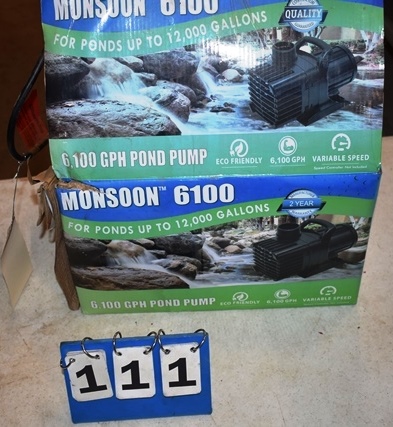 MONSOON 6100
QUALITY
FOR PONDS UP TO 12,000 GALLONS
6,100 GPH POND PUMP
ECO FRIENDLY
6,100 GPH
VARIABLE SPEED
MONSOON™ 6100
2 YEAR
FOR PONDS UP TO 12,000 GALLONS
6,100 GPH POND PUMP
ECO FRIENDLY
6,100 GPH
VARIABLE SPEED
1 1 1